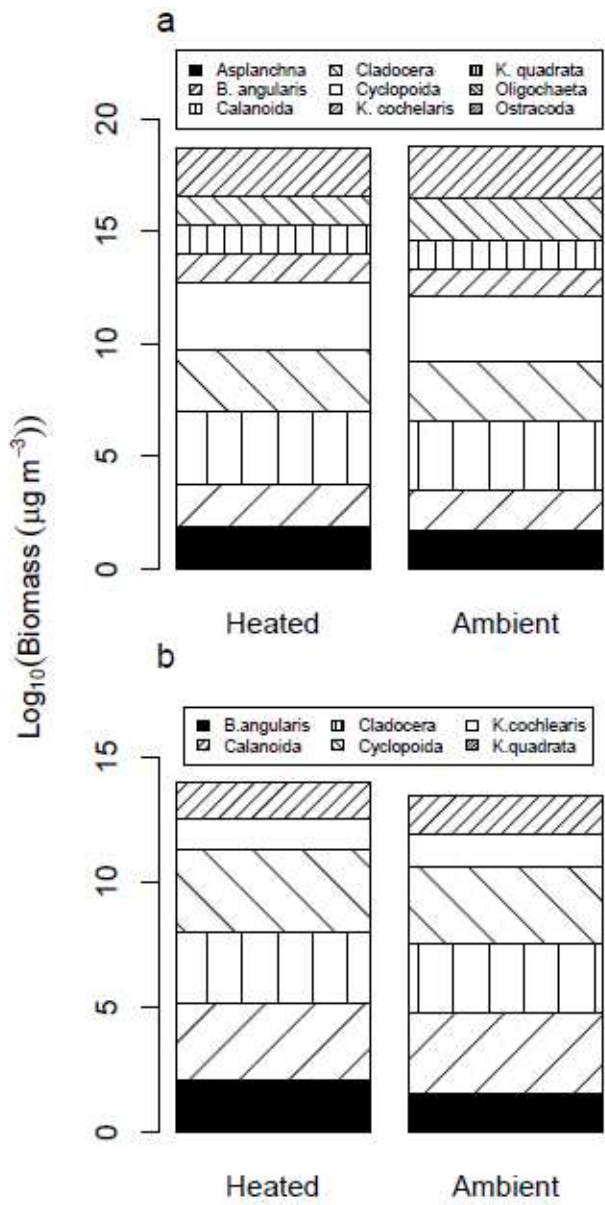 a
Asplanchna Cladocera K. quadrata
B. angularis Cyclopoida Oligochaeta
Calanoida K. cochelaris Ostracoda
20
15
10
5
0
Heated Ambient
Log₁₀(Biomass (μg m⁻³))
b
B.angularis Cladocera K.cochlearis
Calanoida Cyclopoida K.quadrata
15
10
5
0
Heated Ambient